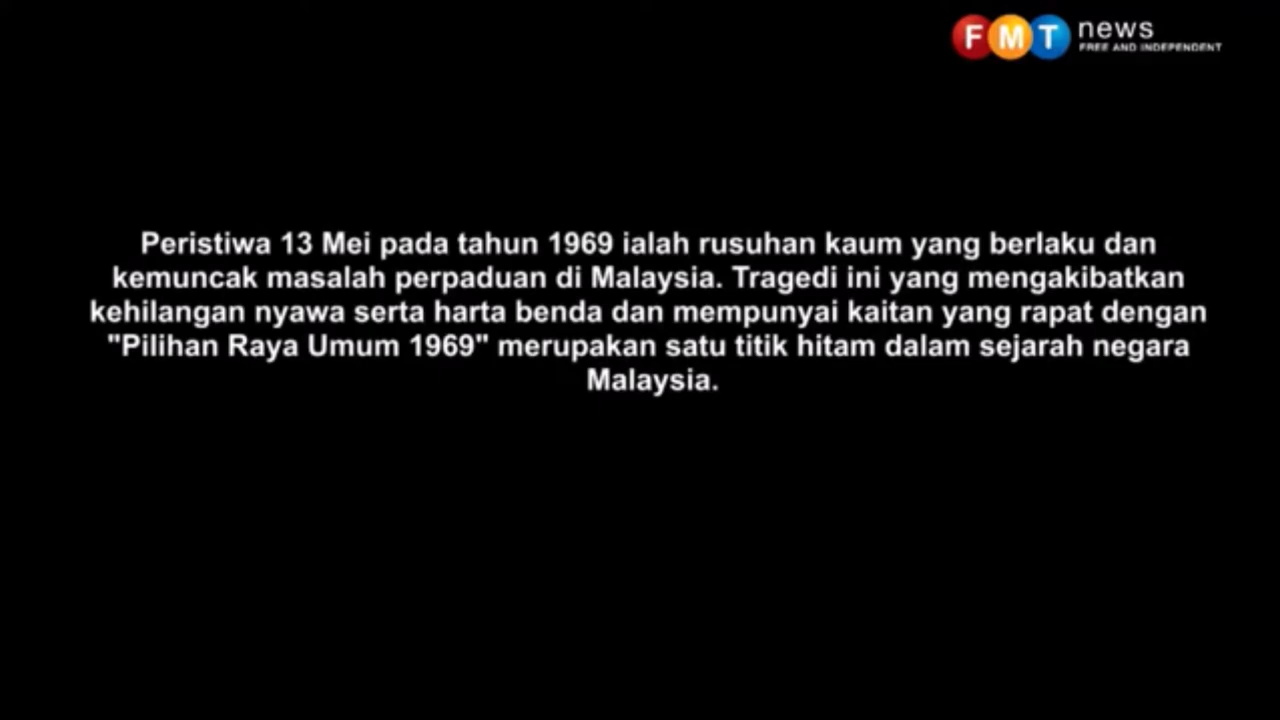 FMT news
FREE AND INDEPENDENT
Peristiwa 13 Mei pada tahun 1969 ialah rusuhan kaum yang berlaku dan
kemuncak masalah perpaduan di Malaysia. Tragedi ini yang mengakibatkan
kehilangan nyawa serta harta benda dan mempunyai kaitan yang rapat dengan
"Pilihan Raya Umum 1969" merupakan satu titik hitam dalam sejarah negara
Malaysia.